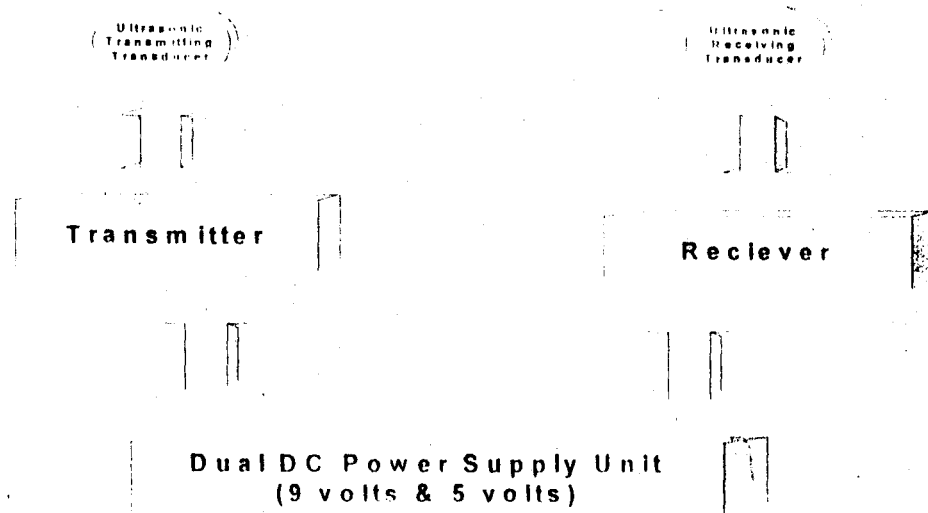 Ultrasonic
Transmitting
Transducer
Ultrasonic
Receiving
Transducer
Transmitter
Reciever
Dual DC Power Supply Unit
(9 volts & 5 volts)